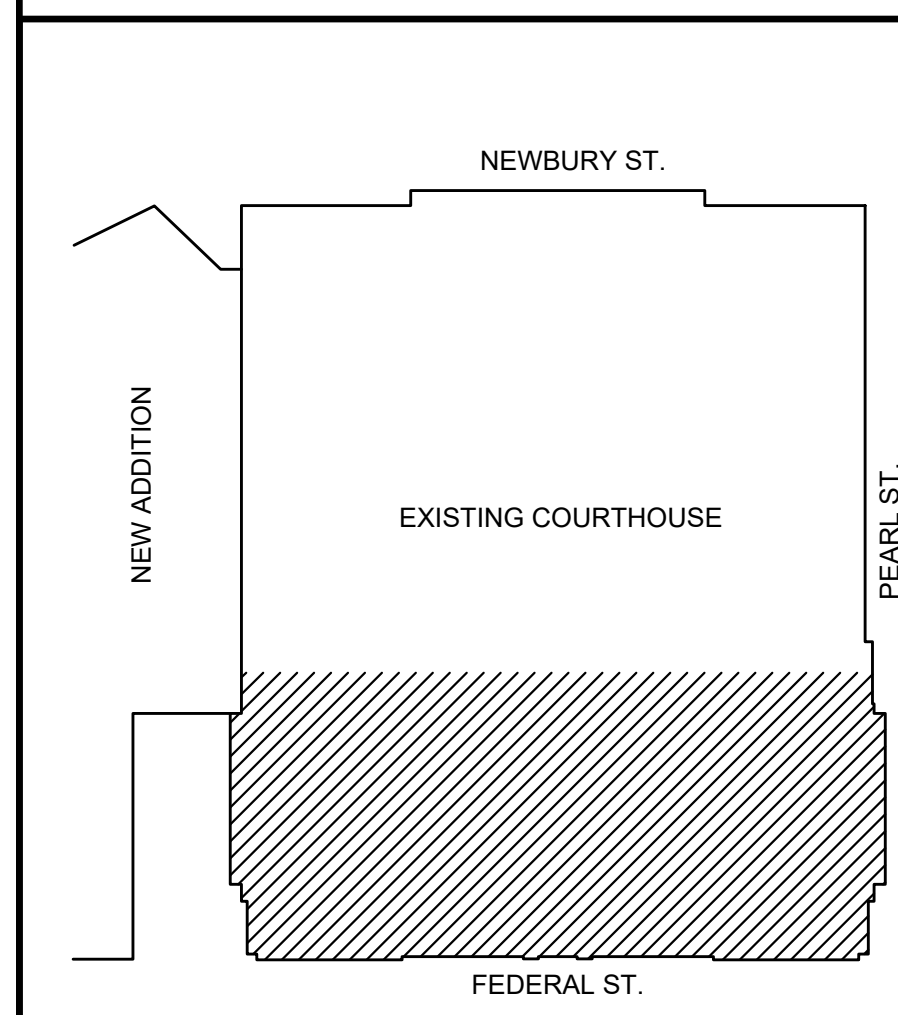 NEWBURY ST.
NEW ADDITION
EXISTING COURTHOUSE
PEARL ST.
FEDERAL ST.